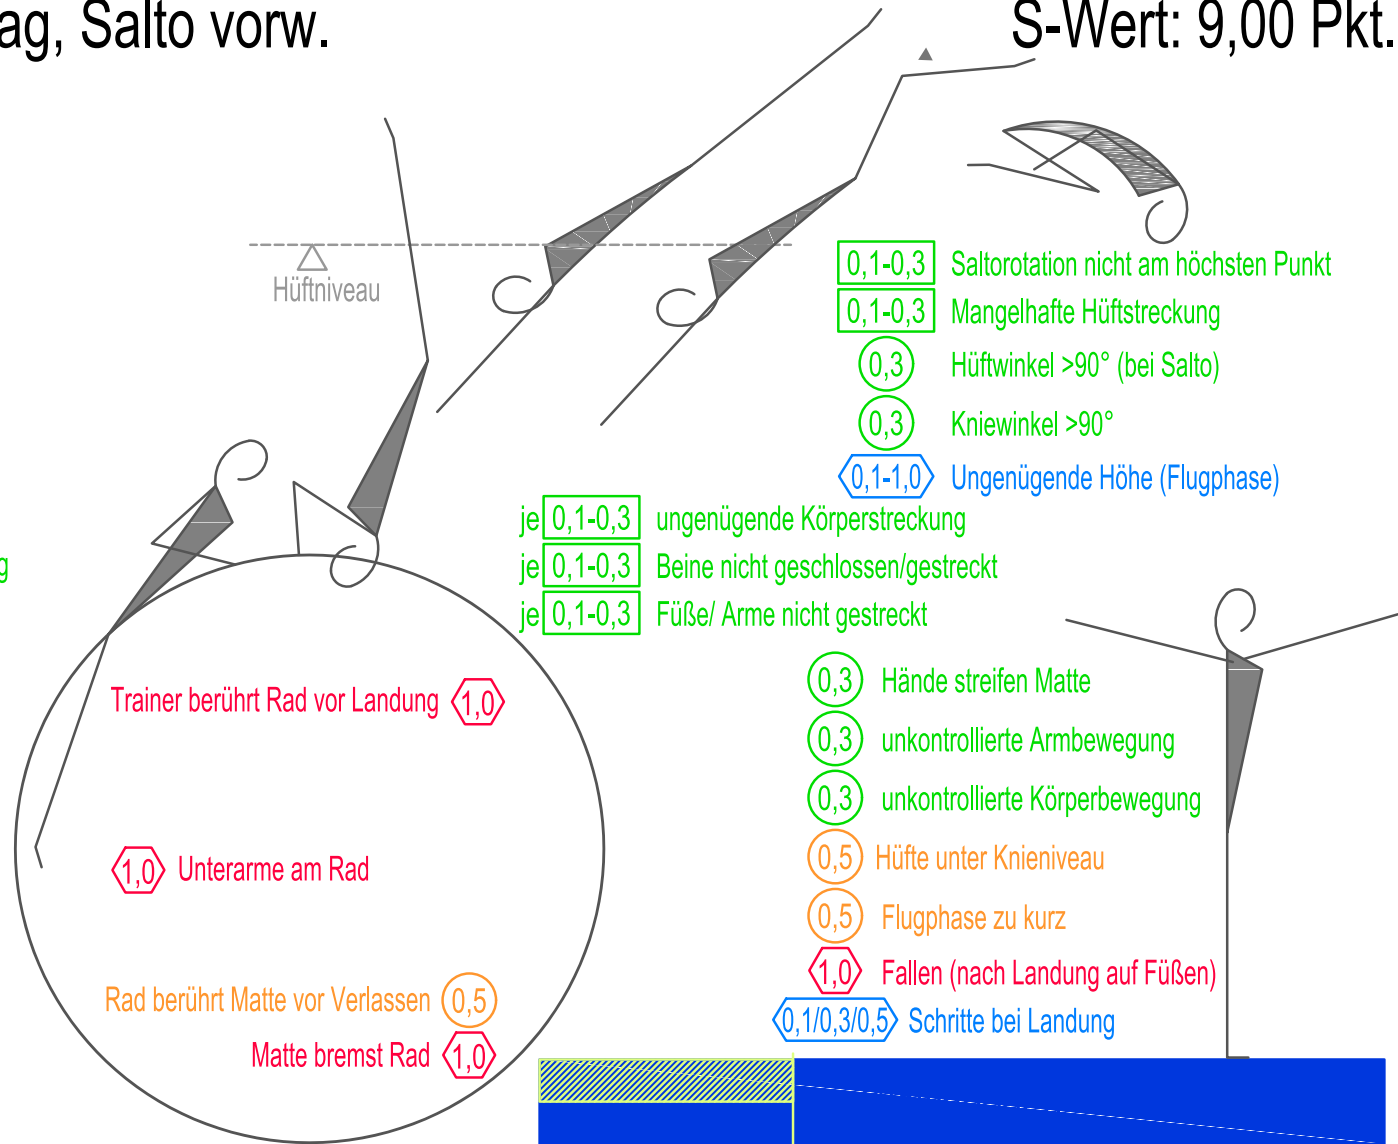 ag, Salto vorw.
S-Wert: 9,00 Pkt.
Hüftniveau
0,1-0,3 Saltorotation nicht am höchsten Punkt
0,1-0,3 Mangelhafte Hüftstreckung
0,3 Hüftwinkel >90° (bei Salto)
0,3 Kniewinkel >90°
0,1-1,0 Ungenügende Höhe (Flugphase)
je 0,1-0,3 ungenügende Körperstreckung
je 0,1-0,3 Beine nicht geschlossen/gestreckt
je 0,1-0,3 Füße/ Arme nicht gestreckt
g
Trainer berührt Rad vor Landung 1,0
1,0 Unterarme am Rad
Rad berührt Matte vor Verlassen 0,5
Matte bremst Rad 1,0
0,3 Hände streifen Matte
0,3 unkontrollierte Armbewegung
0,3 unkontrollierte Körperbewegung
0,5 Hüfte unter Knieniveau
0,5 Flugphase zu kurz
1,0 Fallen (nach Landung auf Füßen)
0,1/0,3/0,5 Schritte bei Landung